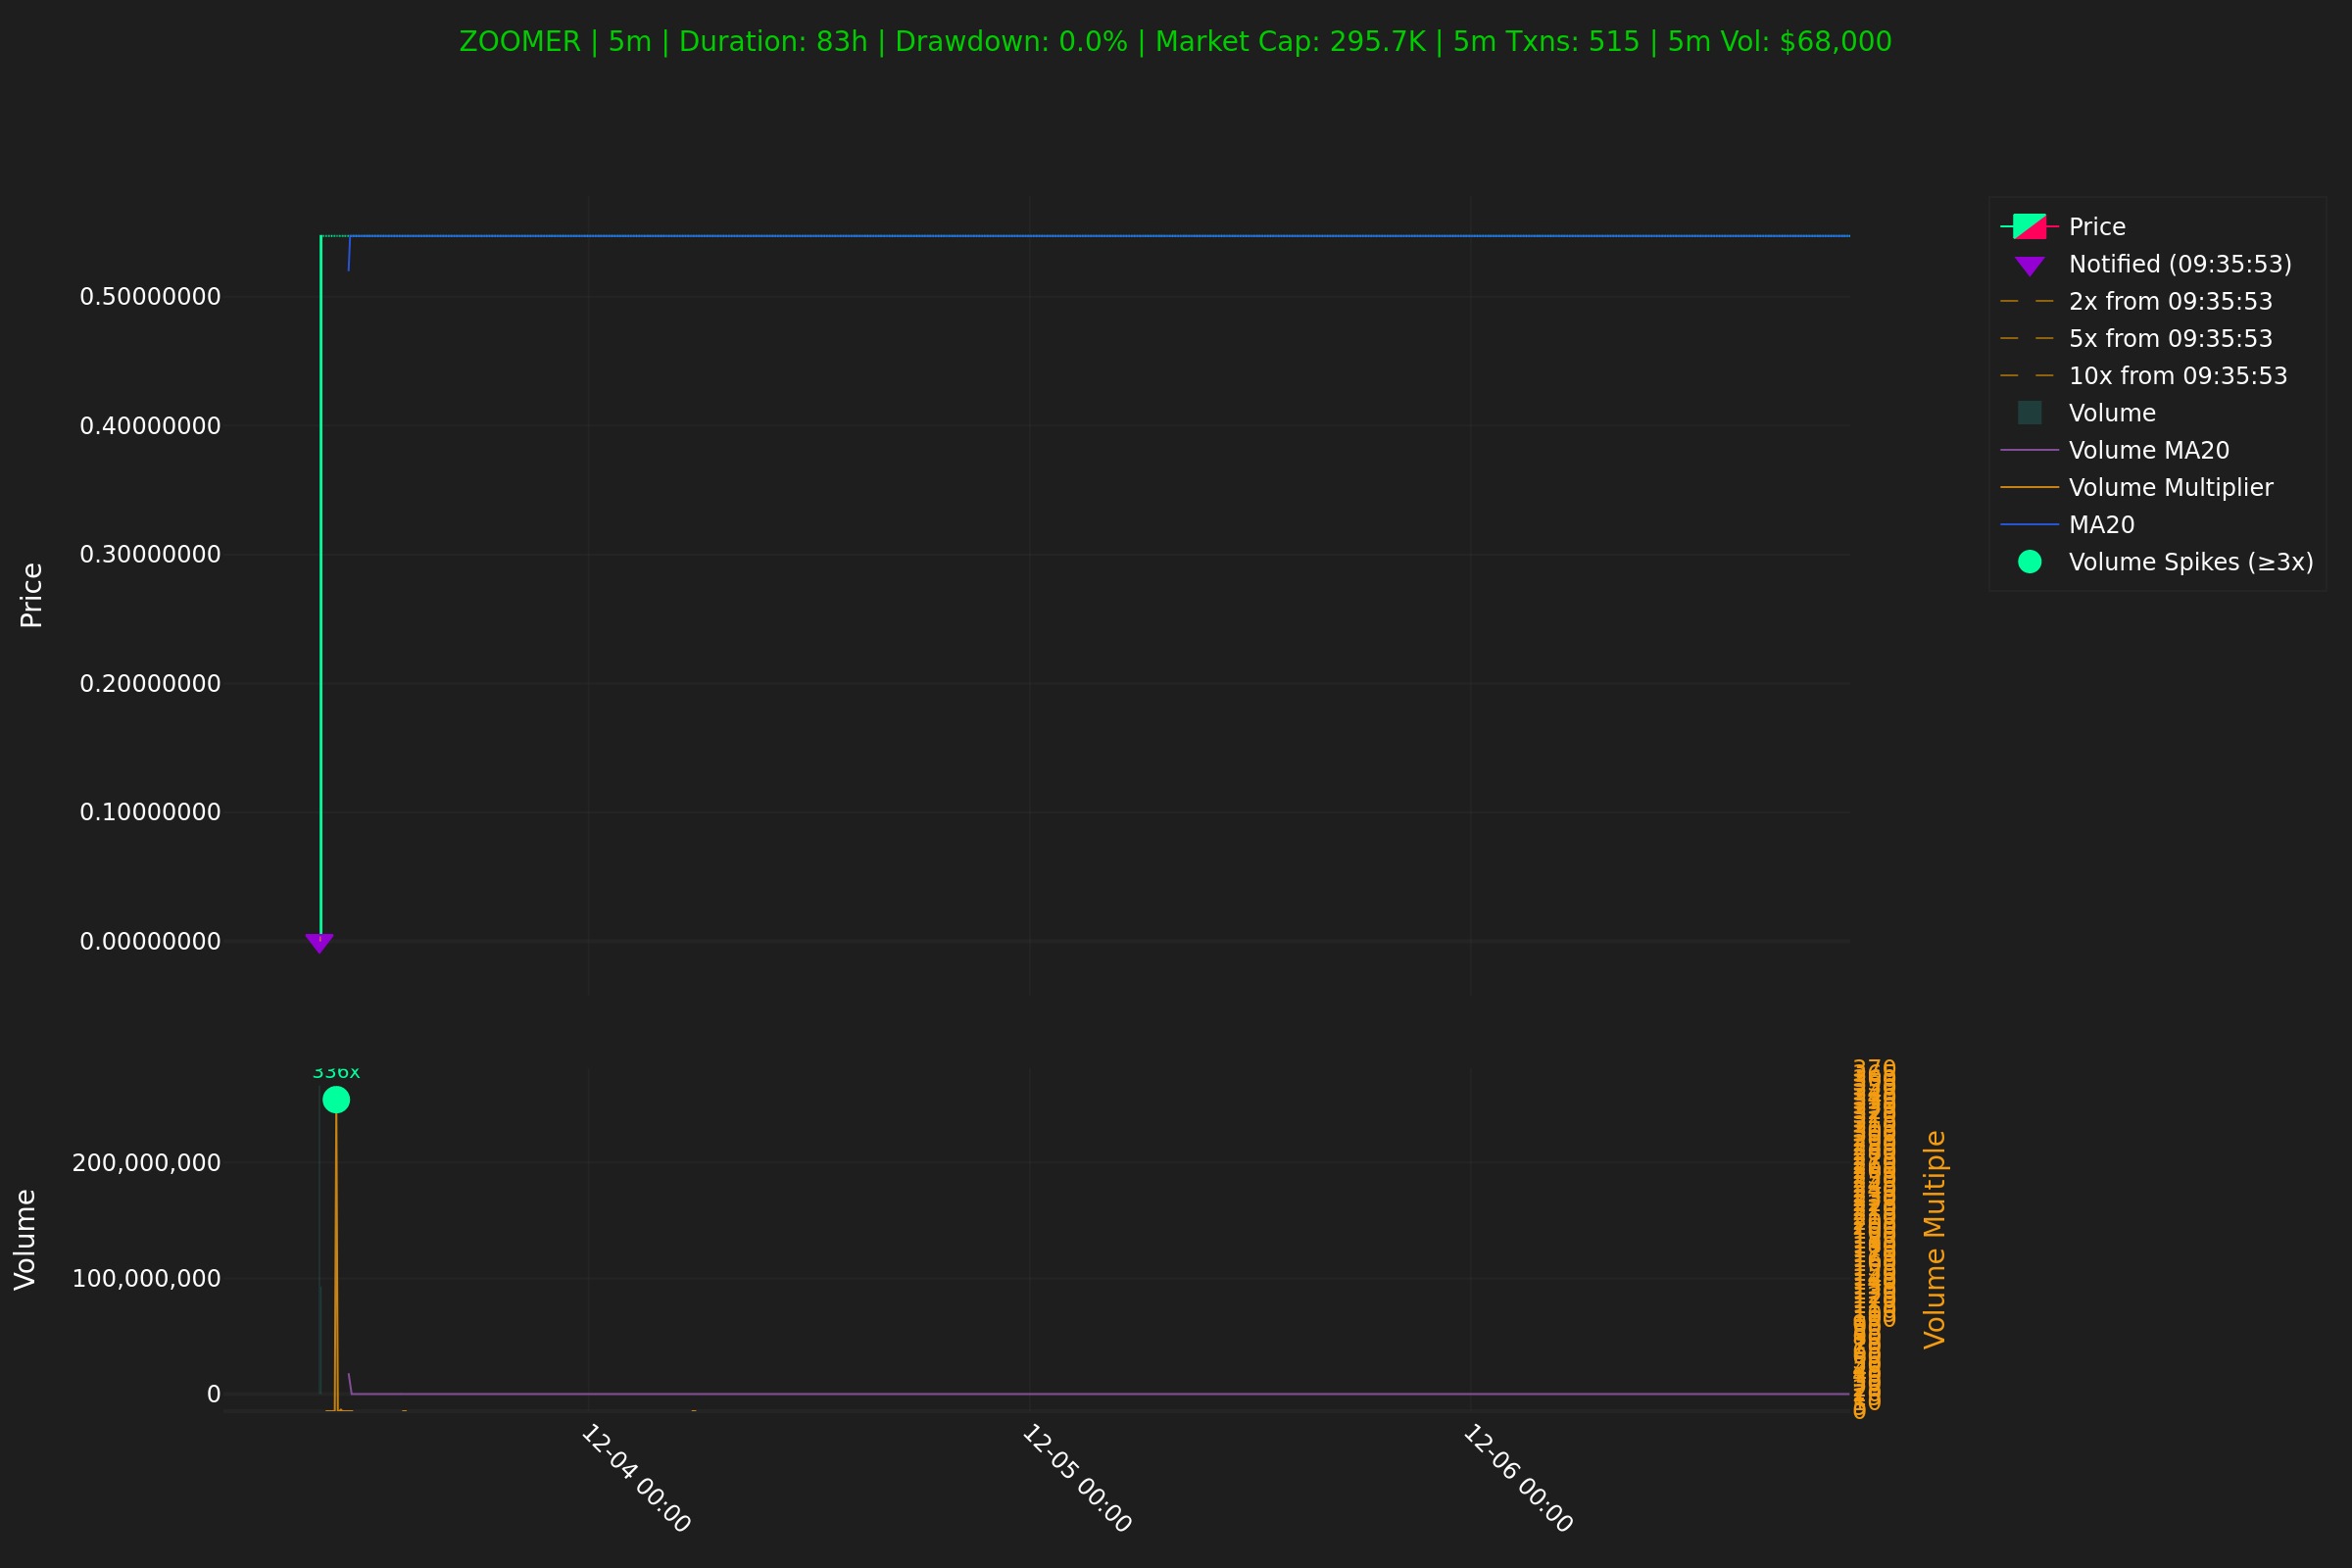 ZOOMER | 5m | Duration: 83h | Drawdown: 0.0% | Market Cap: 295.7K | 5m Txns: 515 | 5m Vol: $68,000
Price
0.50000000
0.40000000
0.30000000
0.20000000
0.10000000
0.00000000
Price
Notified (09:35:53)
2x from 09:35:53
5x from 09:35:53
10x from 09:35:53
Volume
Volume MA20
Volume Multiplier
MA20
Volume Spikes (≥3x)
336x
Volume
200,000,000
100,000,000
0
Volume Multiple
12-04 00:00
12-05 00:00
12-06 00:00